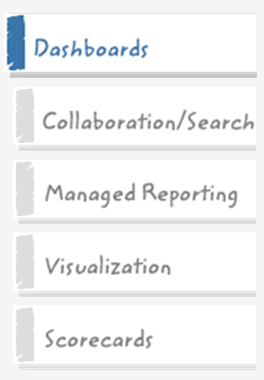 Dashboards
Collaboration/Search
Managed Reporting
Visualization
Scorecards